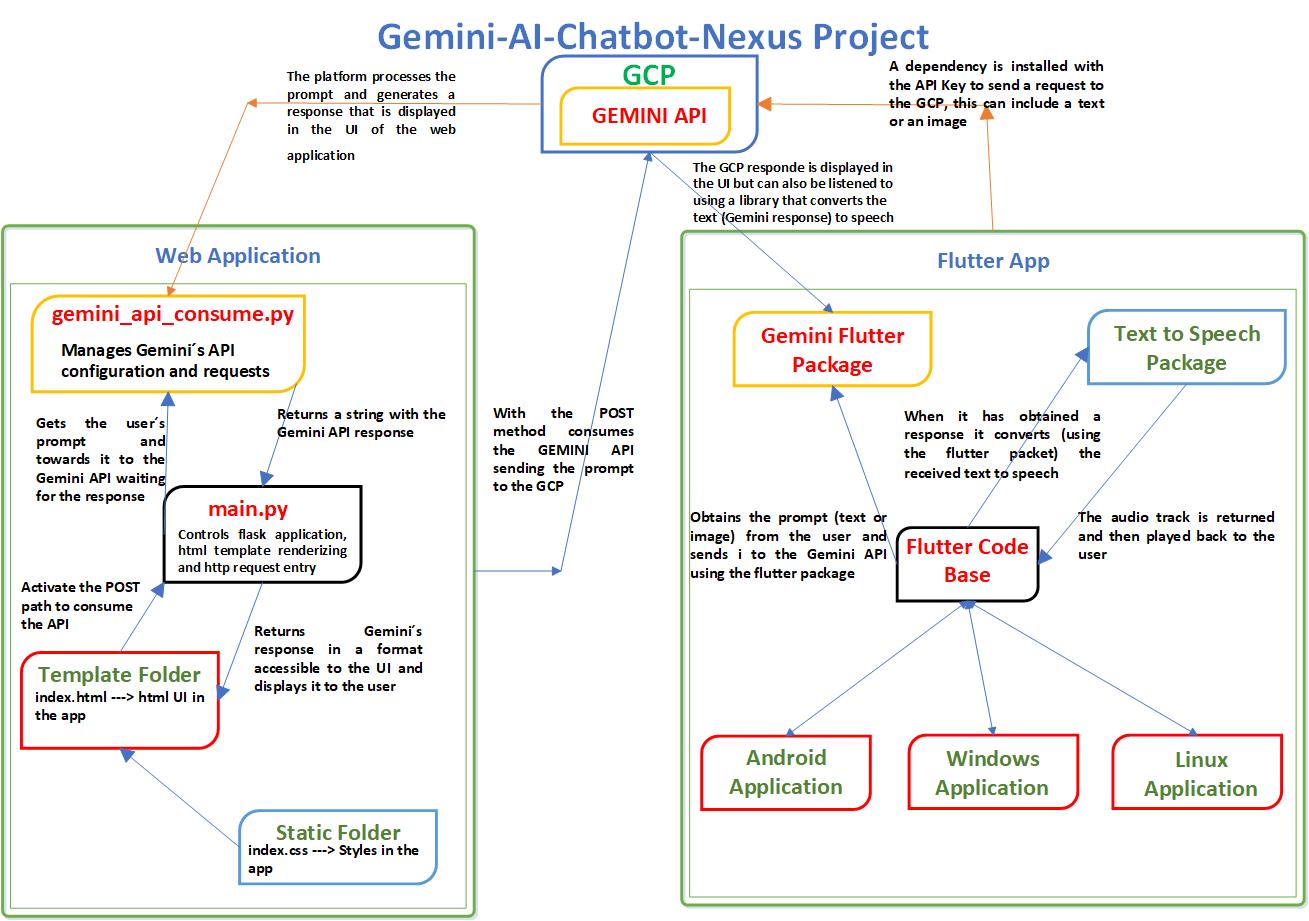 Gemini-AI-Chatbot-Nexus Project
GCP
GEMINI API
The platform processes the
prompt and generates a
response that is displayed
in the UI of the web
application
A dependency is installed with
the API Key to send a request to
the GCP, this can include a text
or an image
The GCP responde is displayed in
the UI but can also be listened to
using a library that converts the
text (Gemini response) to speech
Web Application
gemini_api_consume.py
Manages Gemini´s API
configuration and requests
Gets the user´s
prompt and
towards it to the
Gemini API waiting
for the response
Returns a string with the
Gemini API response
main.py
Controls flask application,
html template renderizing
and http request entry
Activate the POST
path to consume
the API
Returns Gemini´s
response in a format
accessible to the UI and
displays it to the user
Template Folder
index.html ---> html UI in
the app
Static Folder
index.css ---> Styles in the
app
With the POST
method consumes
the GEMINI API
sending the prompt
to the GCP
Flutter App
Gemini Flutter
Package
Text to Speech
Package
When it has obtained a
response it converts (using
the flutter packet) the
received text to speech
Obtains the prompt (text or
image) from the user and
sends i to the Gemini API
using the flutter package
Flutter Code
Base
The audio track is returned
and then played back to the
user
Android
Application
Windows
Application
Linux
Application